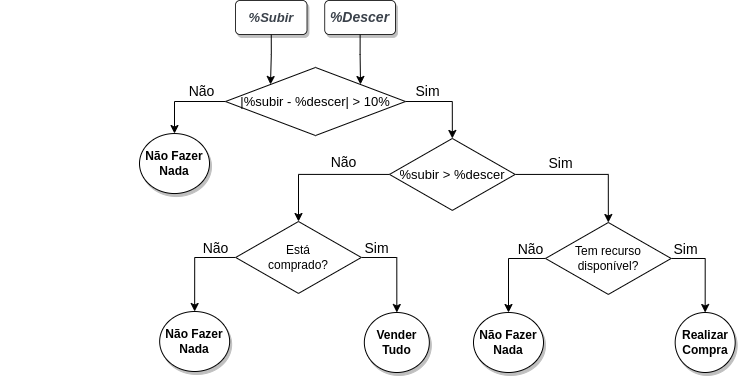 %Subir
%Descer
Não
|%subir - %descer| > 10%
Sim
Não Fazer
Nada
Não
%subir > %descer
Sim
Não
Está
comprado?
Sim
Não
Tem recurso
disponível?
Sim
Não Fazer
Nada
Vender
Tudo
Não Fazer
Nada
Realizar
Compra